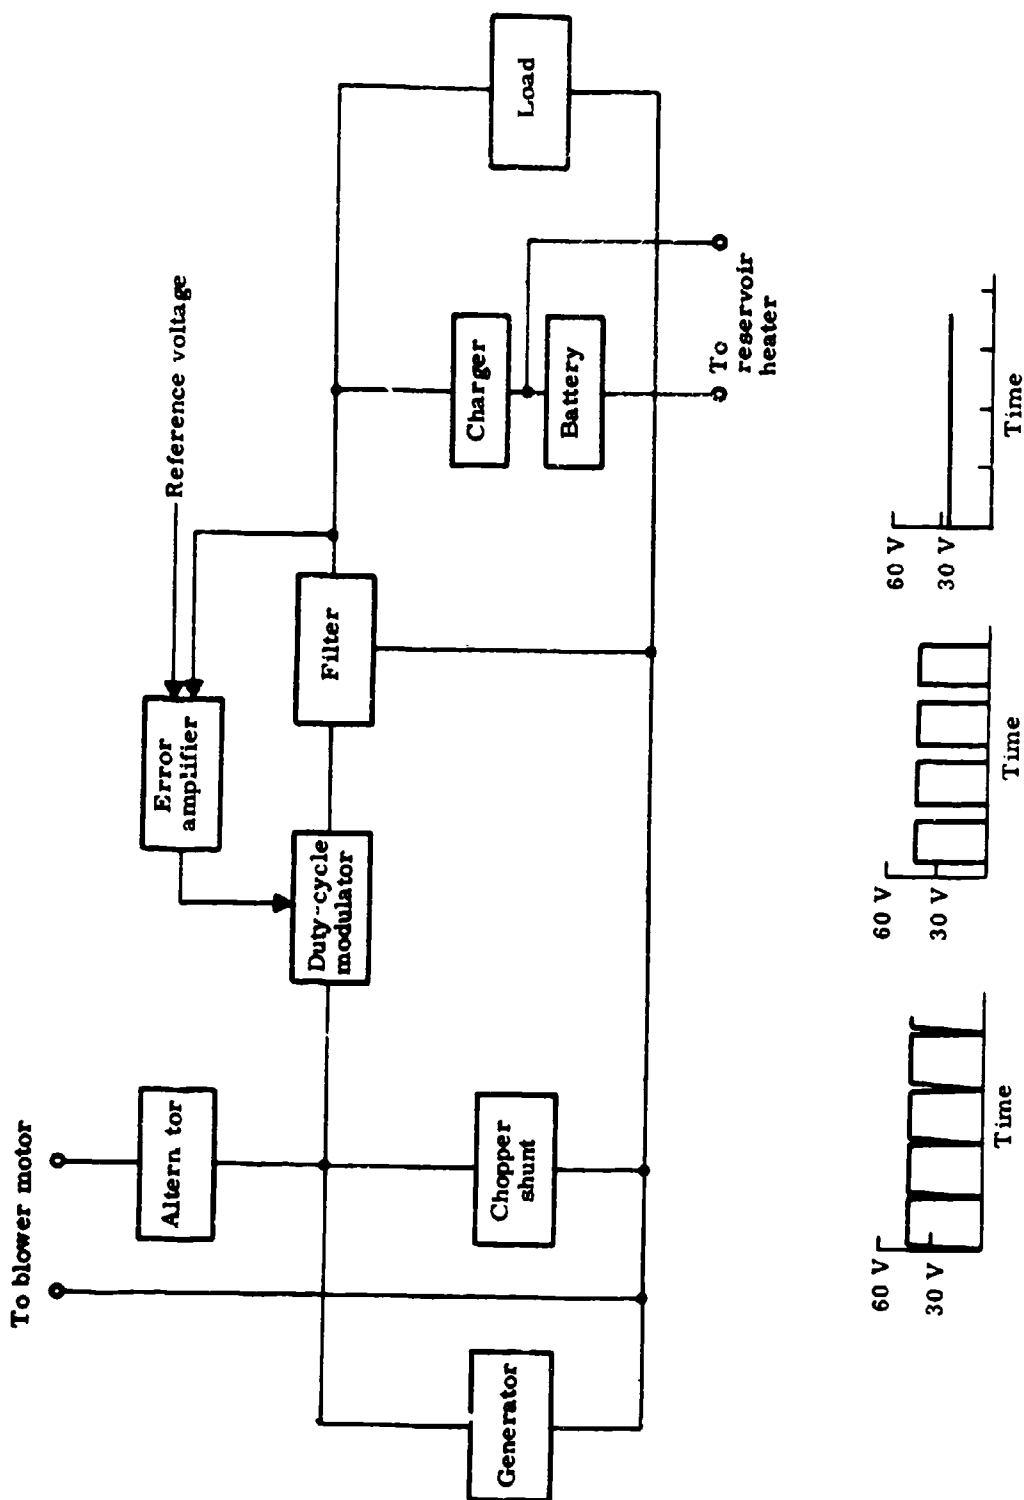 To blower motor
Altern tor
Generator
Chopper
shunt
Duty-cycle
modulator
Error
amplifier
Reference voltage
Filter
Charger
Battery
Load
To
reservoir
heater
60 V
30 V
Time
60 V
30 V
Time
60 V
30 V
Time